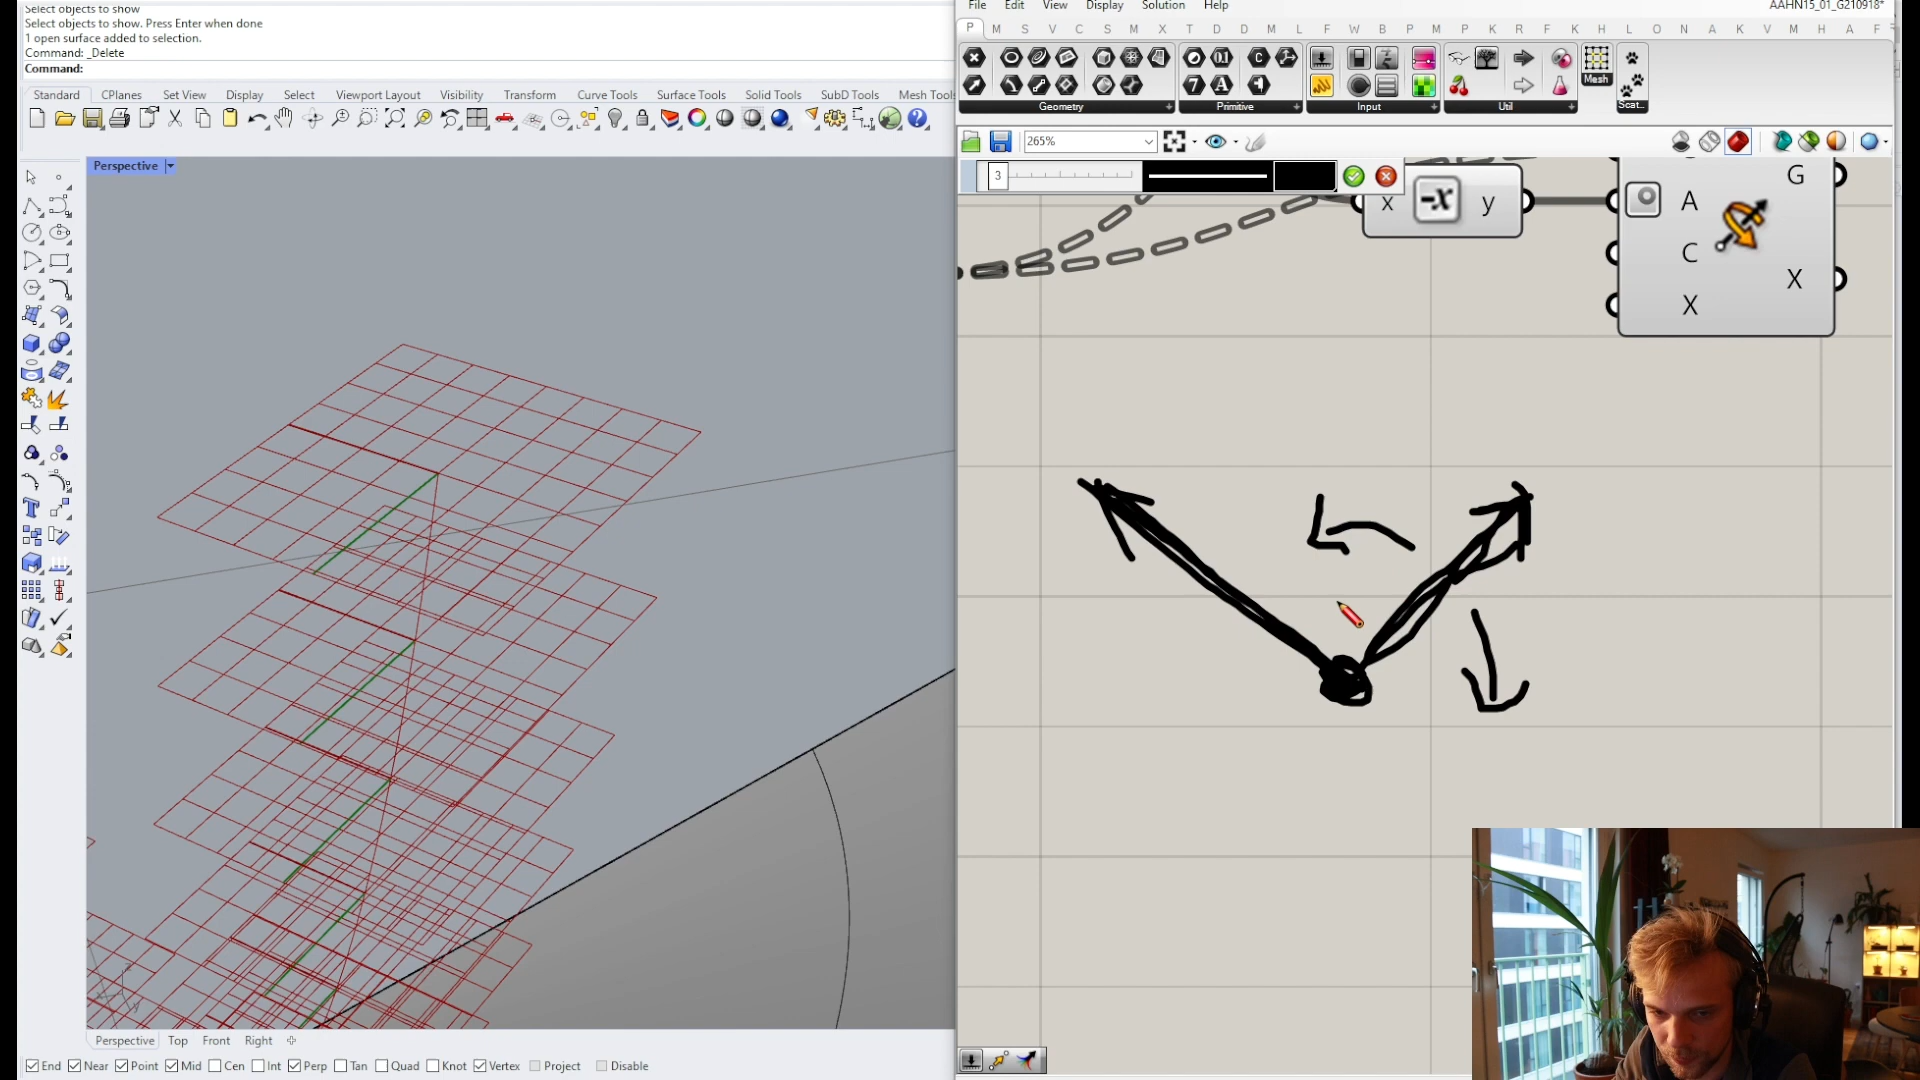 Select objects to show
Select objects to show. Press Enter when done
1 open surface added to selection.
Command: _Delete
Command:
Standard CPlanes Set View Display Select Viewport Layout Visibility Transform Curve Tools Surface Tools Solid Tools SubD Tools Mesh Tools
Perspective
Perspective Top Front Right
End Near Point Mid Cen Int Perp Tan Quad Knot Vertex Project Disable
File Edit View Display Solution Help
AAHN15_01_G210918*
P M S V C S M X T D D M L F W B P M P K R F K H L O N A K V M H A F
Geometry Primitive Input Util
Mesh
Scat..
265%
3
x -x y
A
C
X
G
X